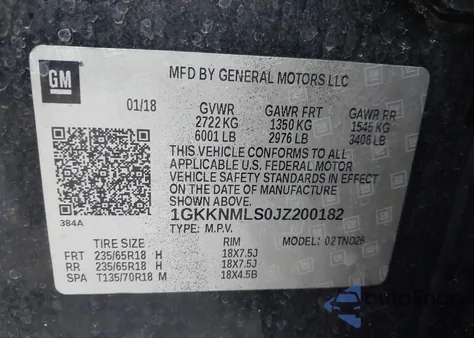 GM
MFD BY GENERAL MOTORS LLC
01/18 GVWR GAWR FRT GAWR RR
2722 KG 1350 KG 1545 KG
6001 LB 2976 LB 3406 LB
THIS VEHICLE CONFORMS TO ALL
APPLICABLE U.S. FEDERAL MOTOR
VEHICLE SAFETY STANDARDS IN EFFECT
ON THE DATE OF MANUFACTURE
SHOWN ABOVE.
384A
1GKKNMLS0JZ200182
TYPE: M.P.V. MODEL: 02TN026
TIRE SIZE RIM
FRT 235/65R18 H 18X7.5J
RR 235/65R18 H 18X7.5J
SPA T135/70R18 M 18X4.5B